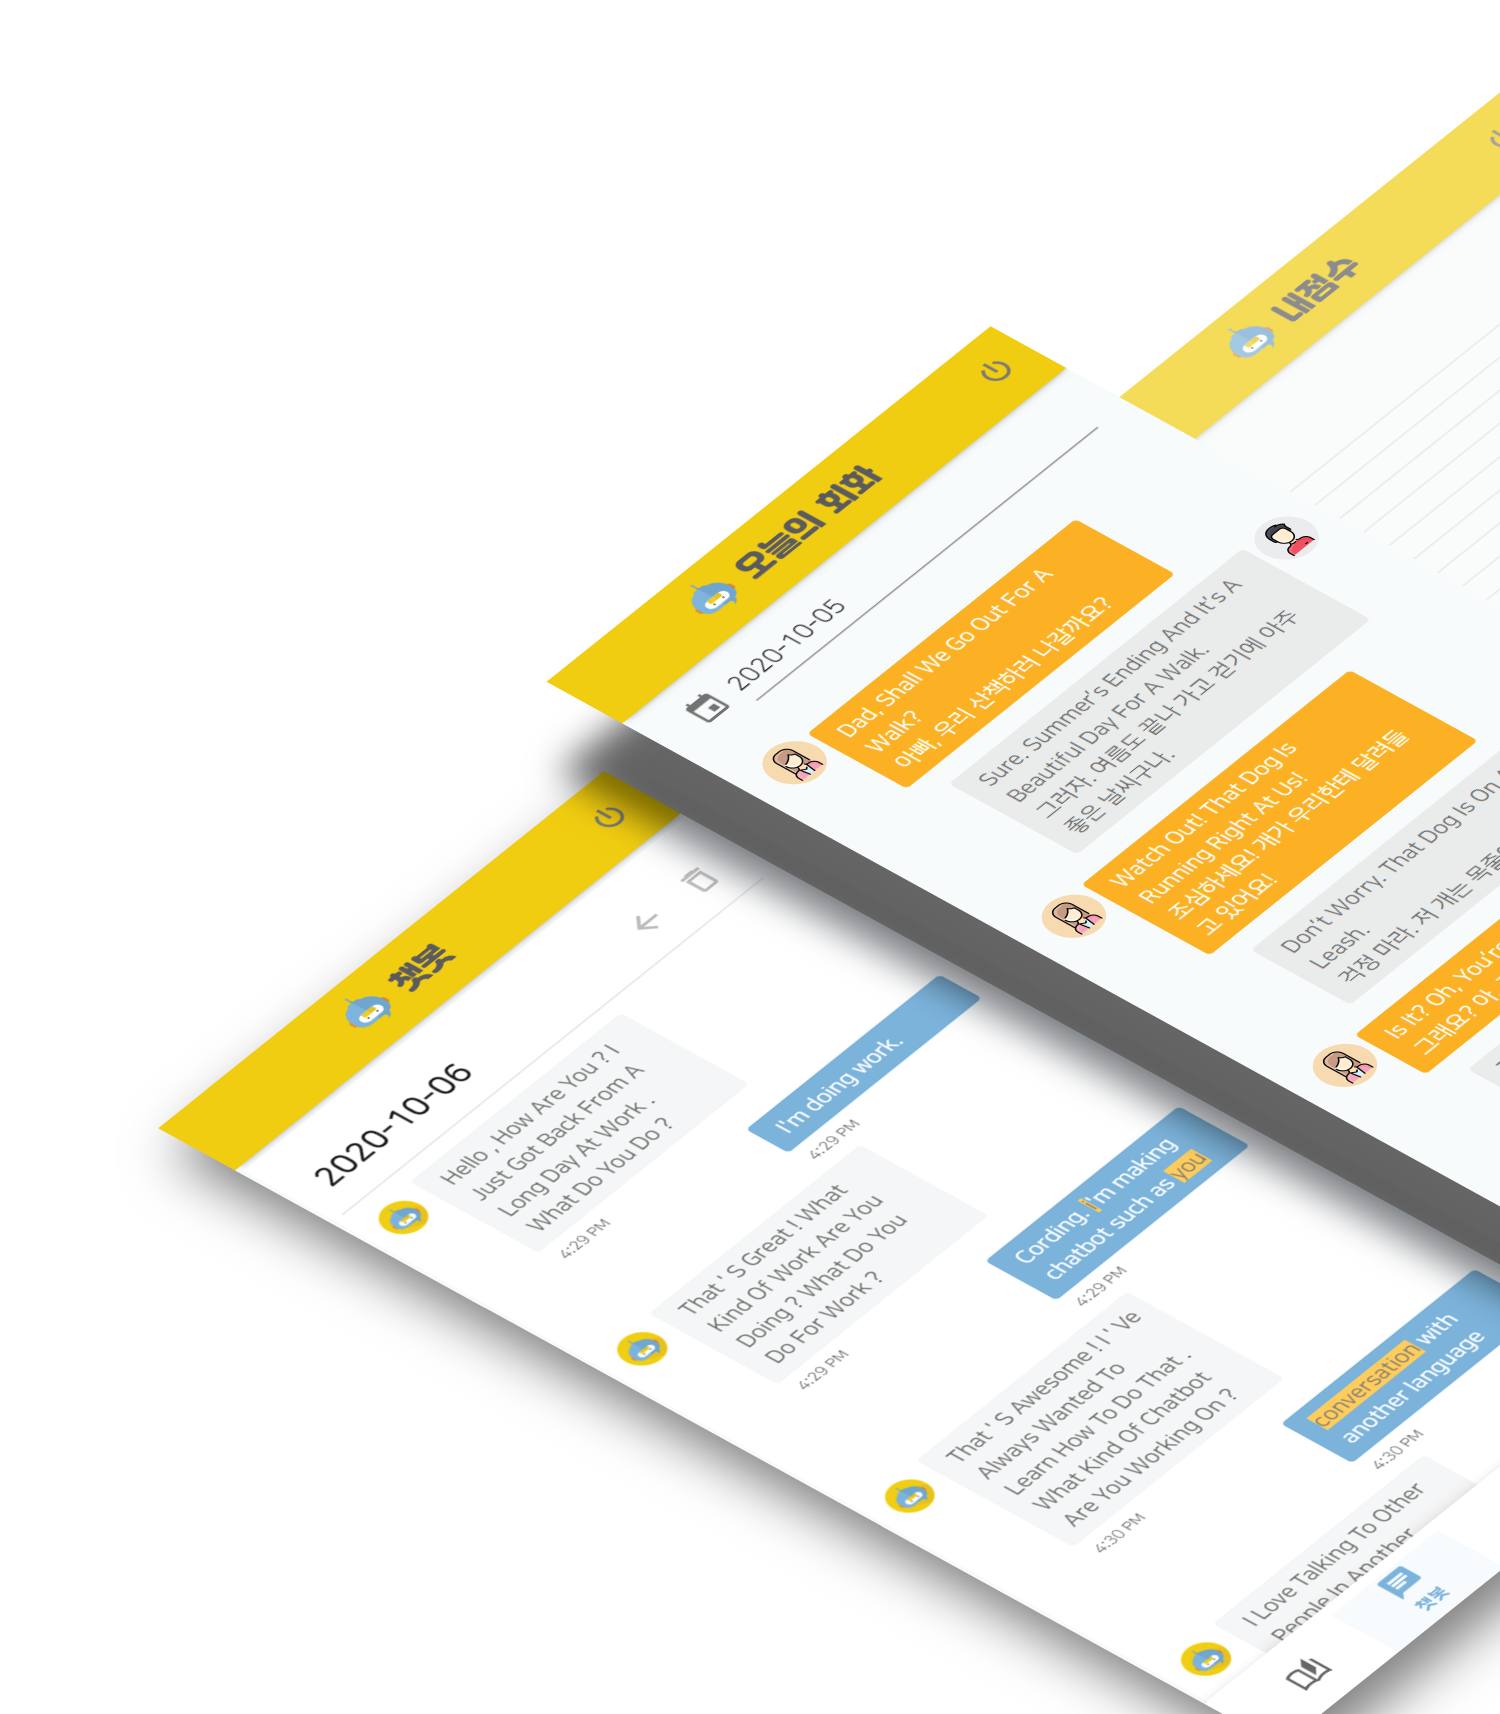 내점수
오늘의 회화
2020-10-05
Dad, Shall We Go Out For A
Walk?
아빠, 우리 산책하러 나갈까요?
Sure. Summer's Ending And It's A
Beautiful Day For A Walk.
그러자. 여름도 끝나 가고 걷기에 아주
좋은 날씨구나.
Watch Out! That Dog Is
Running Right At Us!
조심하세요! 개가 우리한테 달려들
고 있어요!
Don't Worry. That Dog Is On
Leash.
걱정 마라. 저 개는 목줄
Is It? Oh, You're
그래요? 아,
챗봇
2020-10-06
Hello , How Are You ? I
Just Got Back From A
Long Day At Work .
What Do You Do ?
4:29 PM
I'm doing work.
4:29 PM
That ' S Great ! What
Kind Of Work Are You
Doing ? What Do You
Do For Work ?
4:29 PM
Cording. i'm making
chatbot such as you
4:29 PM
That ' S Awesome ! I ' Ve
Always Wanted To
Learn How To Do That .
What Kind Of Chatbot
Are You Working On ?
4:30 PM
conversation with
another language
4:30 PM
I Love Talking To Other
People In Another
챗봇